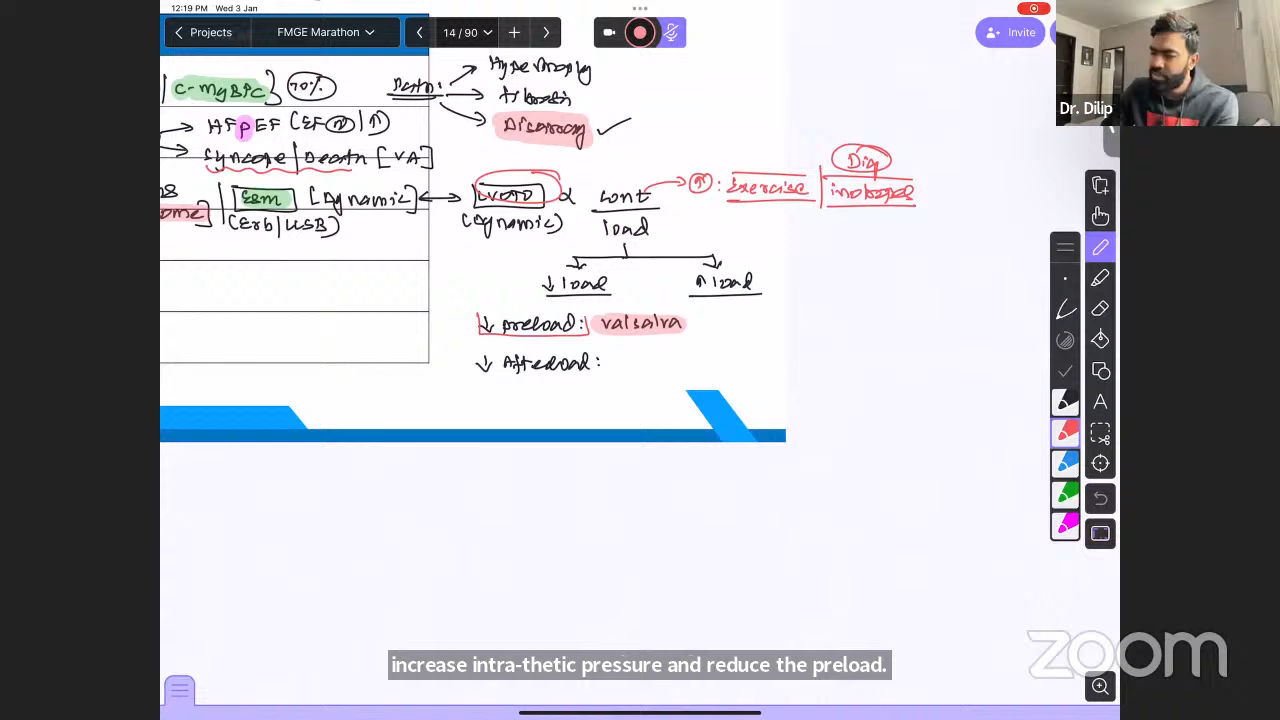 12:19 PM Wed 3 Jan
Projects
FMGE Marathon
14 / 90
Invite
Dr. Dilip
C-MyBPC} 70%
Path:
Hypertrophy
Fibrosis
Disarray
HFpEF (EF N | ↑)
Syncope | Death [VA]
ESM [Dynamic]
LVOTO ∝ cont
load
(Dynamic)
(Erb | LLSB)
↑ : Exercise | inotropes
Dig
↓ load
↑ load
↓ Preload: valsalva
↓ Afterload:
increase intra-thetic pressure and reduce the preload.
zoom